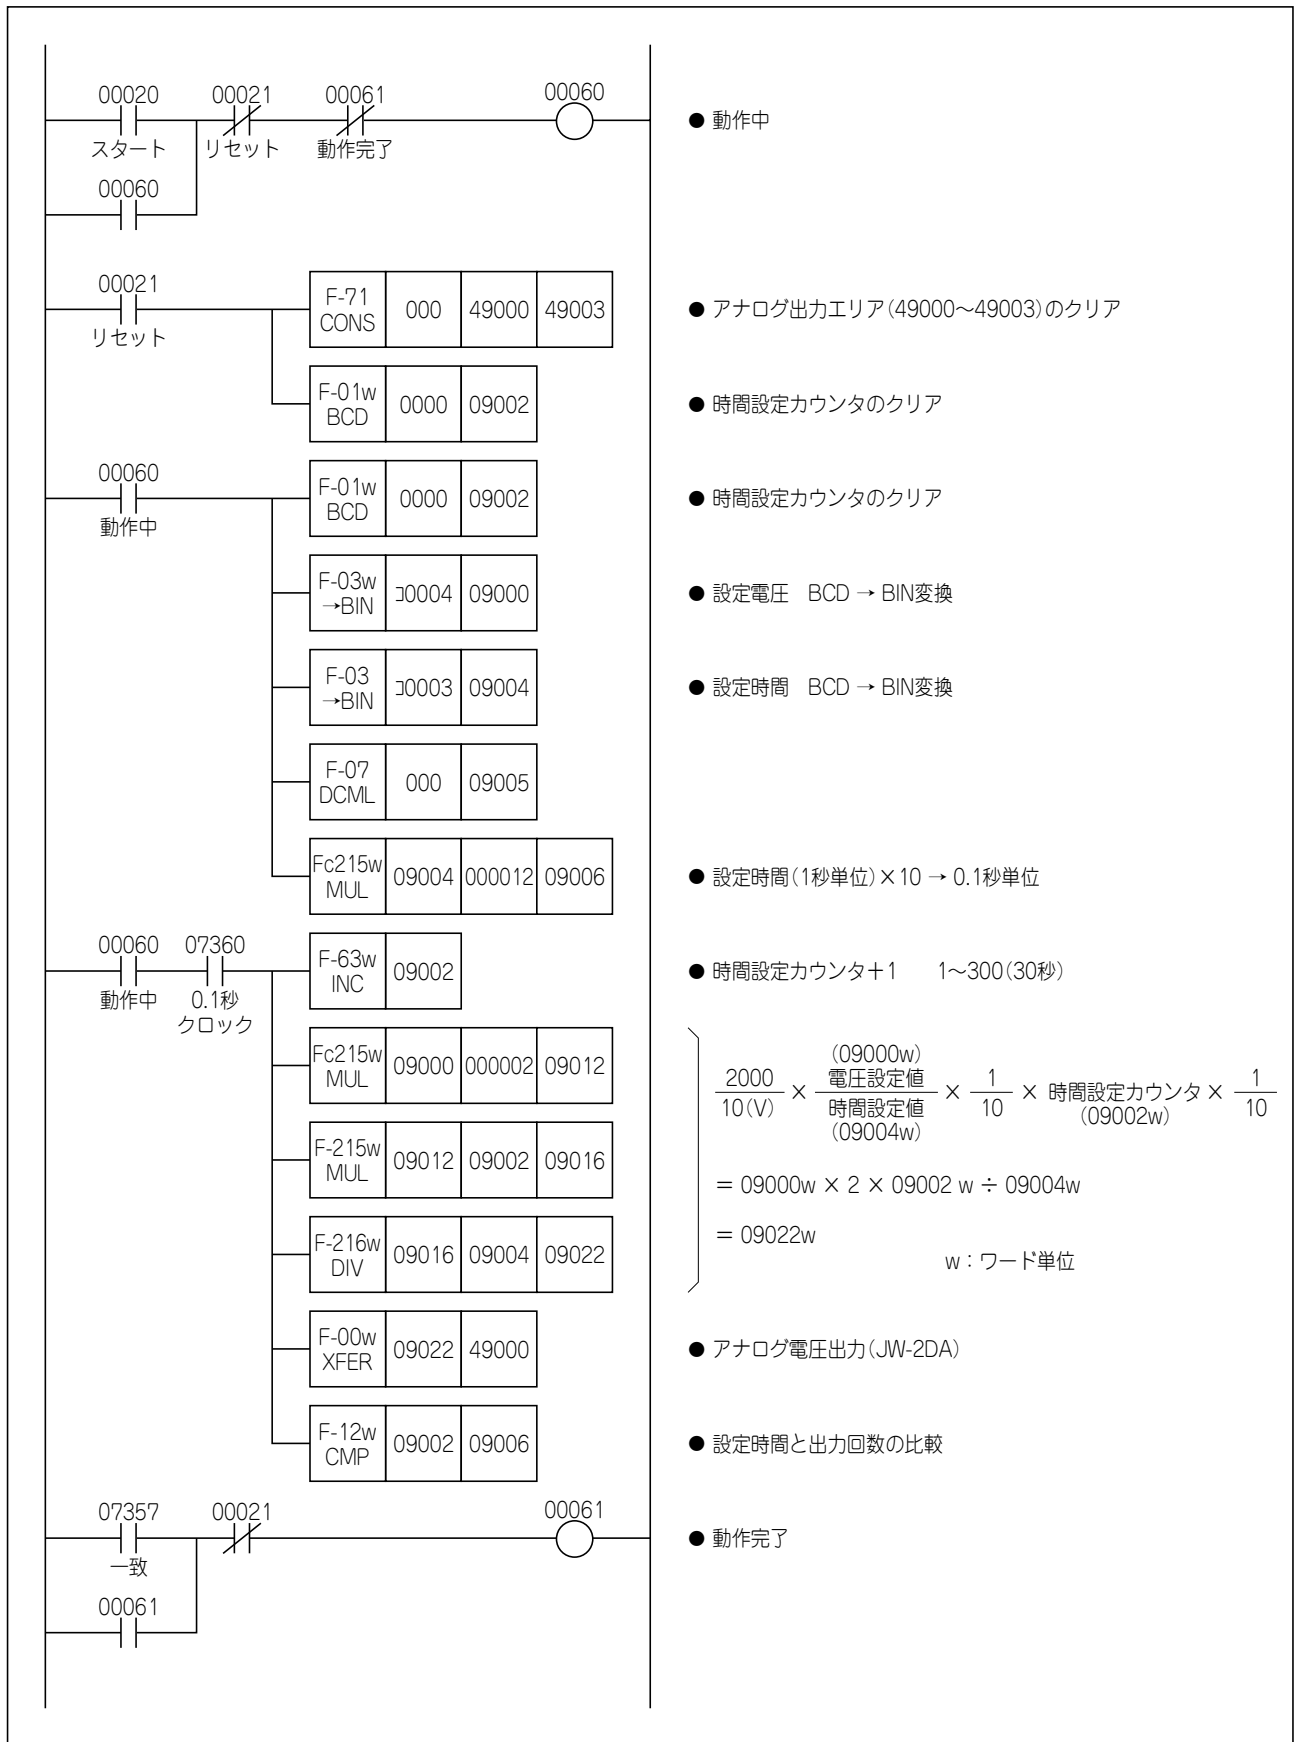 00020 00021 00061 00060
スタート リセット 動作完了
● 動作中
00060
00021
リセット
F-71 CONS 000 49000 49003
● アナログ出力エリア(49000～49003)のクリア
F-01w BCD 0000 09002
● 時間設定カウンタのクリア
00060
動作中
F-01w BCD 0000 09002
● 時間設定カウンタのクリア
F-03w →BIN ｺ0004 09000
● 設定電圧 BCD → BIN変換
F-03 →BIN ｺ0003 09004
● 設定時間 BCD → BIN変換
F-07 DCML 000 09005
Fc215w MUL 09004 000012 09006
● 設定時間(1秒単位)×10 → 0.1秒単位
00060 07360
動作中 0.1秒
クロック
F-63w INC 09002
● 時間設定カウンタ＋1 1～300(30秒)
Fc215w MUL 09000 000002 09012
(09000w)
2000 電圧設定値 1 1
× × × 時間設定カウンタ ×
10(V) 時間設定値 10 (09002w) 10
(09004w)
F-215w MUL 09012 09002 09016
＝ 09000w × 2 × 09002 w ÷ 09004w
F-216w DIV 09016 09004 09022
＝ 09022w
w：ワード単位
F-00w XFER 09022 49000
● アナログ電圧出力(JW-2DA)
F-12w CMP 09002 09006
● 設定時間と出力回数の比較
07357 00021 00061
一致
● 動作完了
00061